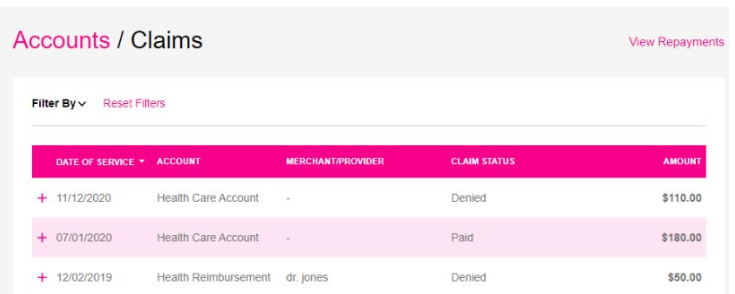 Accounts / Claims
View Repayments
Filter By Reset Filters
DATE OF SERVICE ACCOUNT MERCHANT/PROVIDER CLAIM STATUS AMOUNT
+ 11/12/2020 Health Care Account - Denied $110.00
+ 07/01/2020 Health Care Account - Paid $180.00
+ 12/02/2019 Health Reimbursement dr. jones Denied $50.00